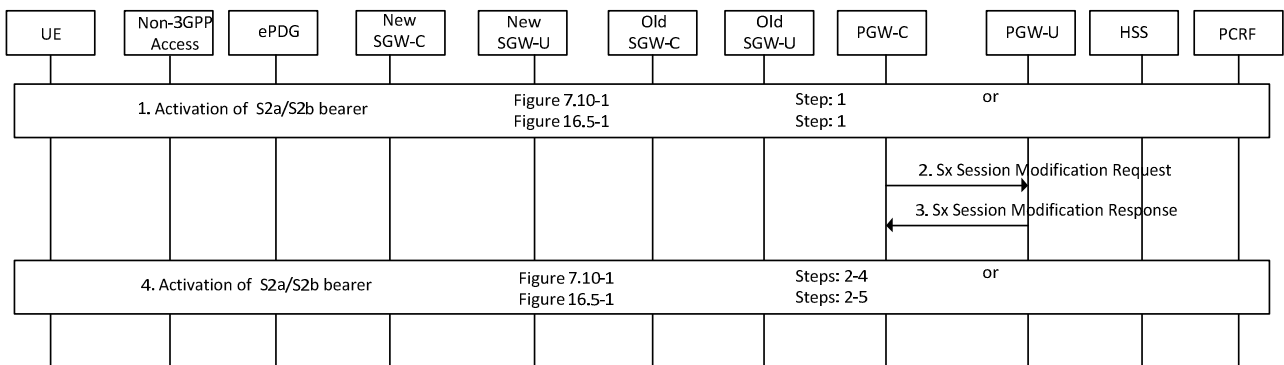 UE
Non-3GPP
Access
ePDG
New
SGW-C
New
SGW-U
Old
SGW-C
Old
SGW-U
PGW-C
PGW-U
HSS
PCRF
1. Activation of S2a/S2b bearer
Figure 7.10-1 Step: 1 or
Figure 16.5-1 Step: 1
2. Sx Session Modification Request
3. Sx Session Modification Response
4. Activation of S2a/S2b bearer
Figure 7.10-1 Steps: 2-4 or
Figure 16.5-1 Steps: 2-5